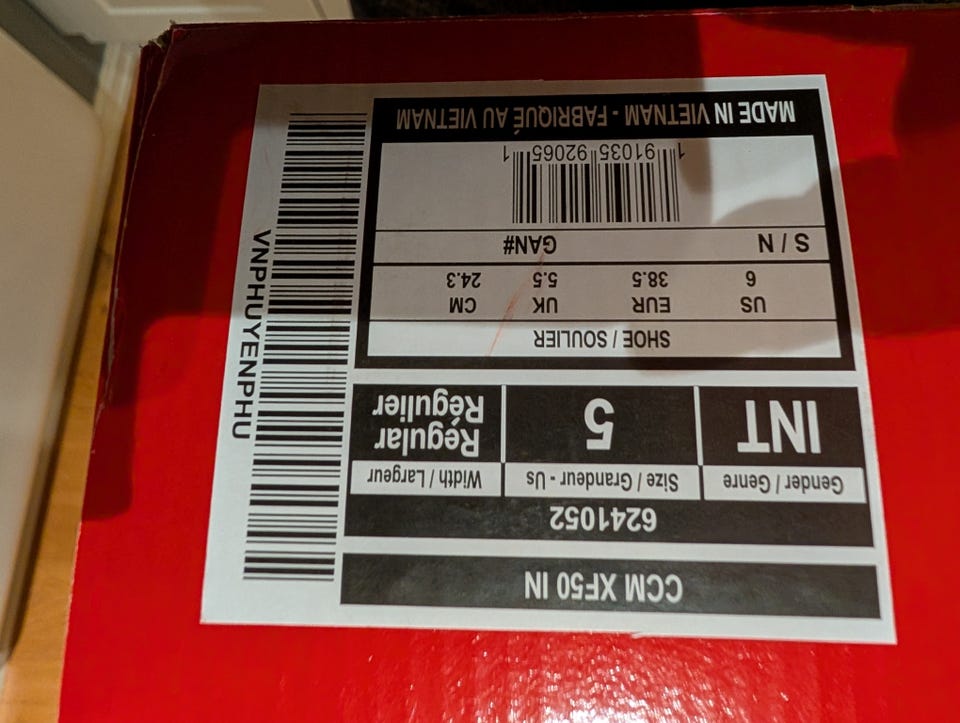 CCM XF50 IN
6241052
Gender / Genre Size / Grandeur - Us Width / Largeur
INT 5 Regular
Régulier
SHOE / SOULIER
US EUR UK CM
6 38.5 5.5 24.3
S / N GAN#
1 91035 92065 1
MADE IN VIETNAM - FABRIQUÉ AU VIETNAM
VNPHUYENPHU